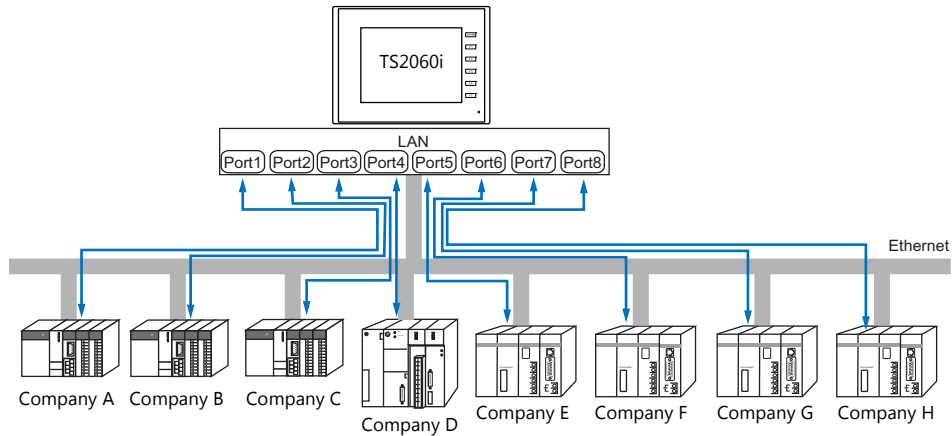 TS2060i
LAN
Port1 Port2 Port3 Port4 Port5 Port6 Port7 Port8
Ethernet
Company A Company B Company C Company D Company E Company F Company G Company H